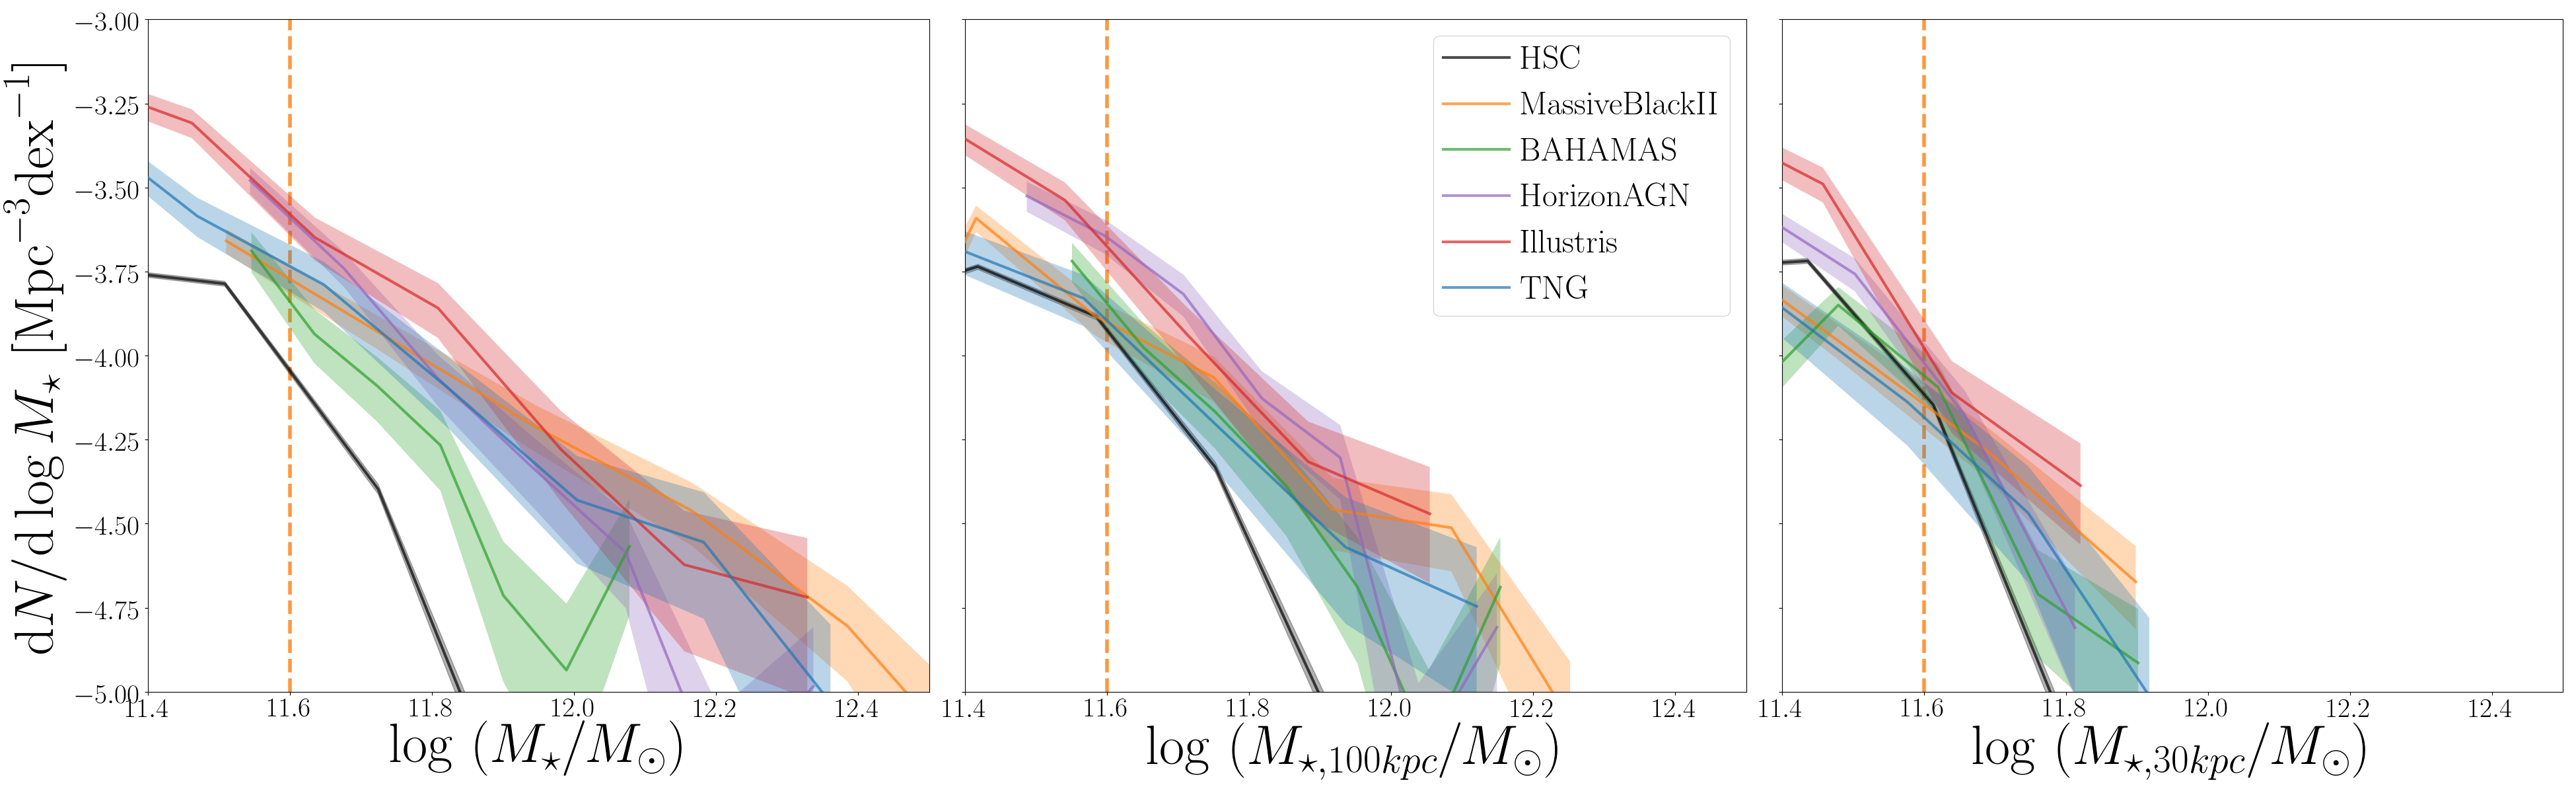 dN/d log M⋆ [Mpc⁻³dex⁻¹]
−3.00
−3.25
−3.50
−3.75
−4.00
−4.25
−4.50
−4.75
−5.00
11.4 11.6 11.8 12.0 12.2 12.4
log (M⋆/M⊙)
HSC
MassiveBlackII
BAHAMAS
HorizonAGN
Illustris
TNG
11.4 11.6 11.8 12.0 12.2 12.4
log (M⋆,100kpc/M⊙)
11.4 11.6 11.8 12.0 12.2 12.4
log (M⋆,30kpc/M⊙)